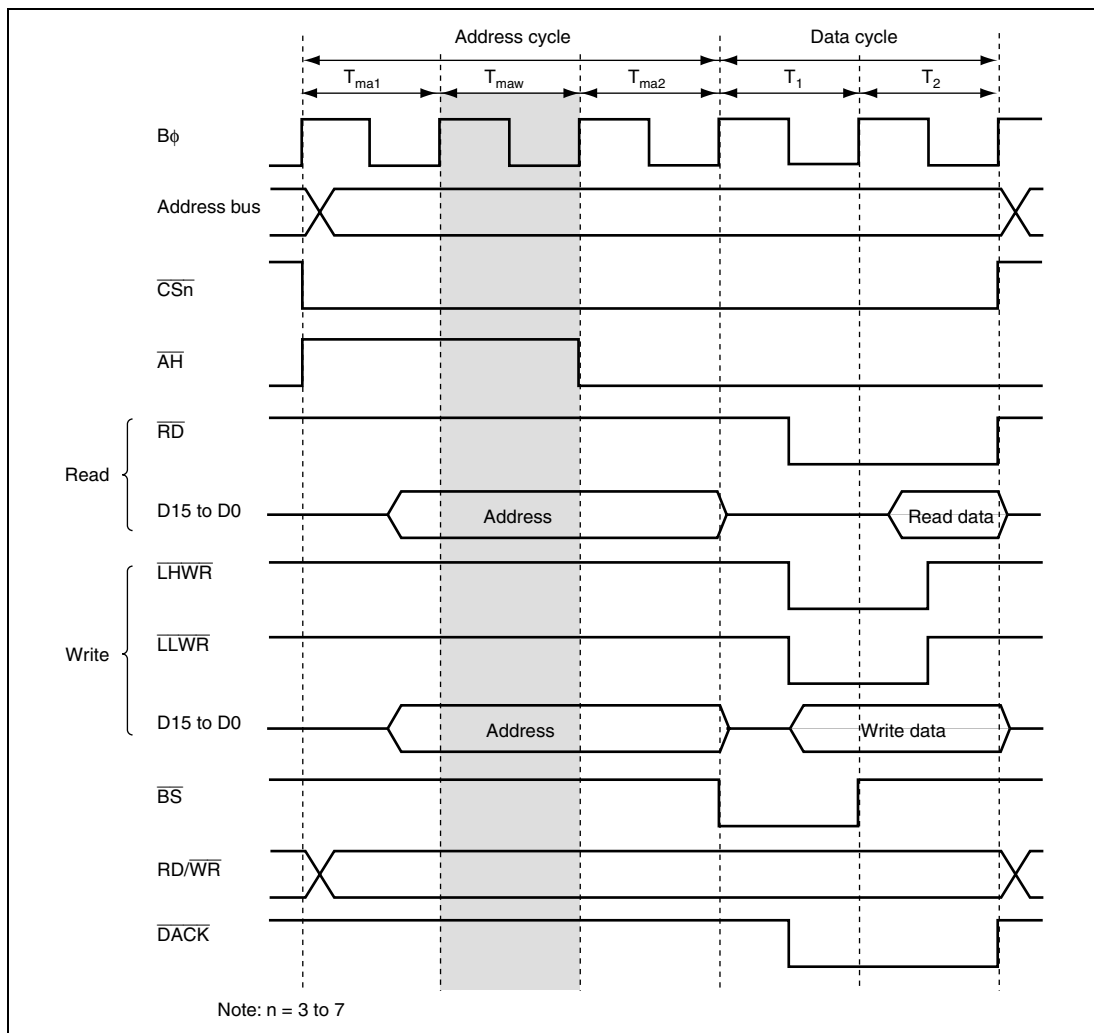 Address cycle Data cycle
Tma1 Tmaw Tma2 T1 T2
Bϕ
Address bus
CSn
AH
RD
Read
D15 to D0 Address Read data
LHWR
LLWR
Write
D15 to D0 Address Write data
BS
RD/WR
DACK
Note: n = 3 to 7